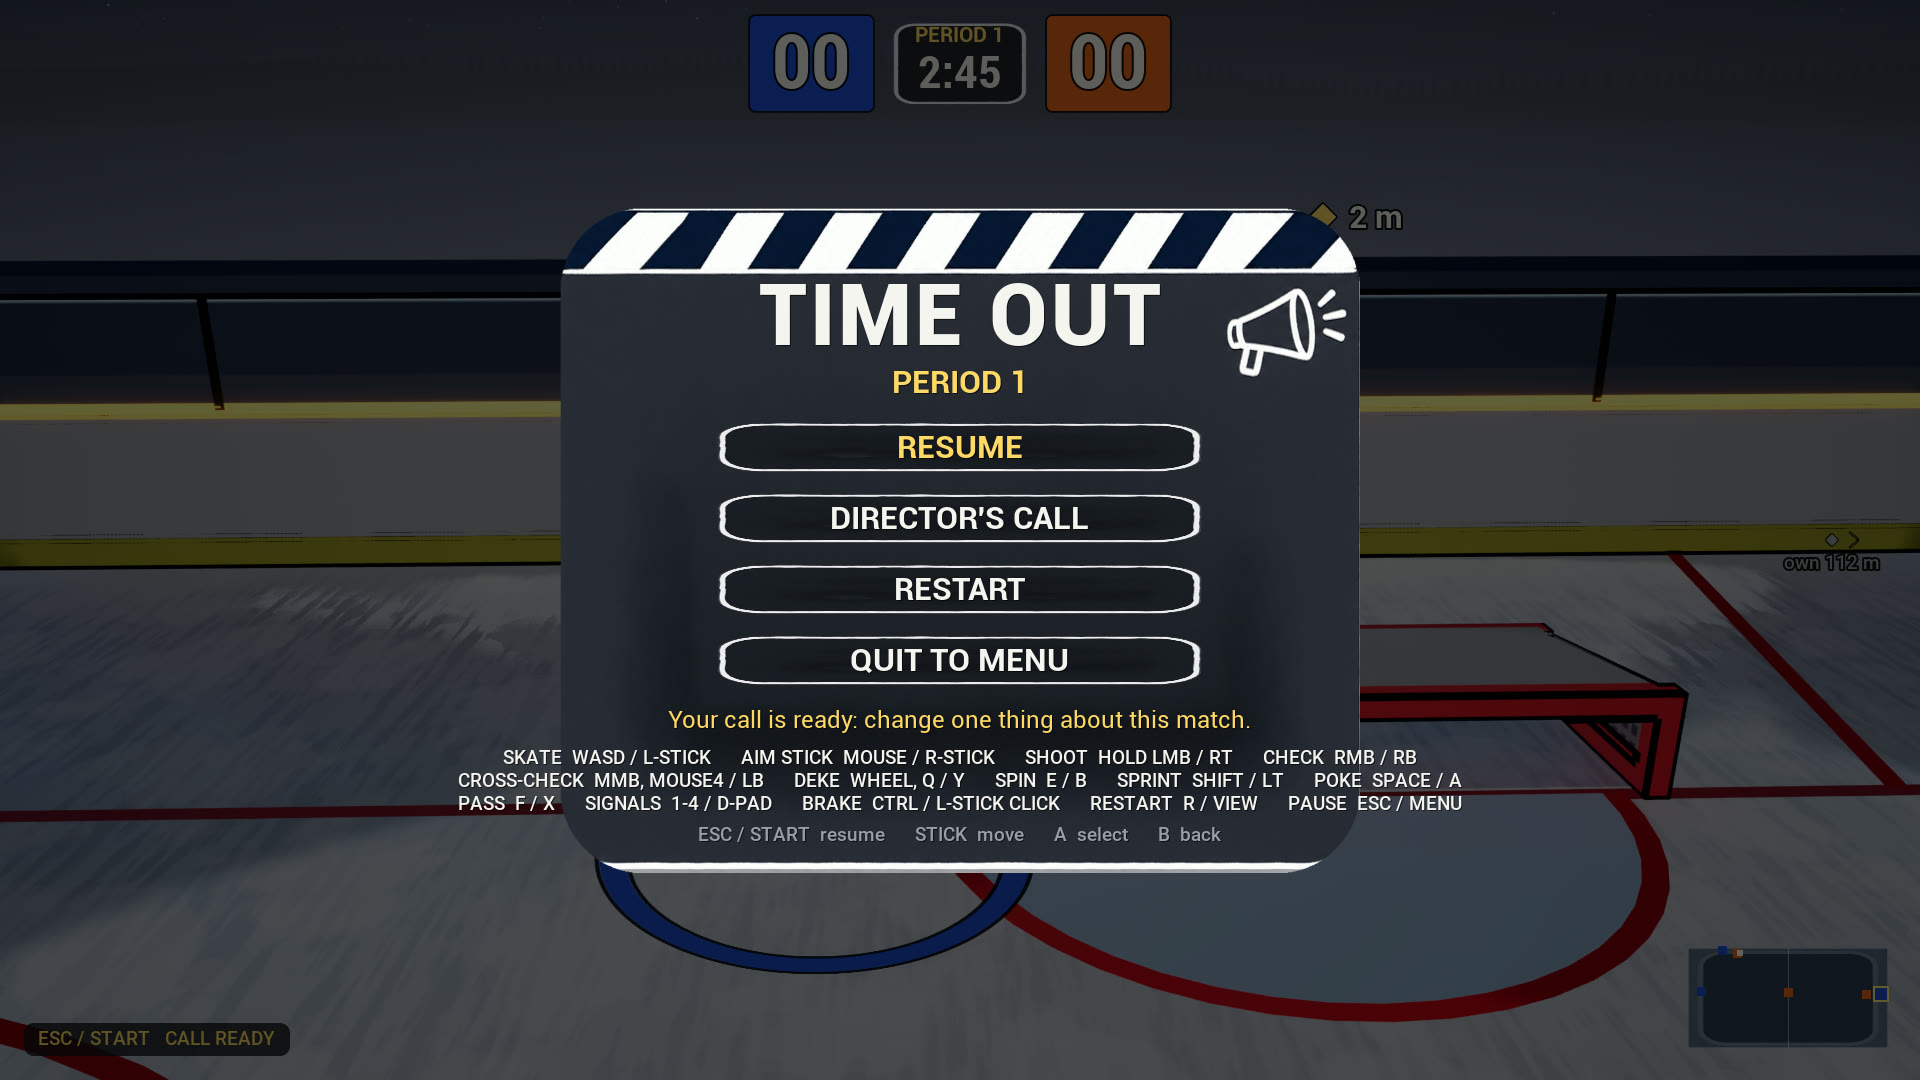 00
PERIOD 1
2:45
00
2 m
TIME OUT
PERIOD 1
RESUME
DIRECTOR'S CALL
own 112 m
RESTART
QUIT TO MENU
Your call is ready: change one thing about this match.
SKATE WASD / L-STICK AIM STICK MOUSE / R-STICK SHOOT HOLD LMB / RT CHECK RMB / RB
CROSS-CHECK MMB, MOUSE4 / LB DEKE WHEEL, Q / Y SPIN E / B SPRINT SHIFT / LT POKE SPACE / A
PASS F / X SIGNALS 1-4 / D-PAD BRAKE CTRL / L-STICK CLICK RESTART R / VIEW PAUSE ESC / MENU
ESC / START resume STICK move A select B back
ESC / START CALL READY